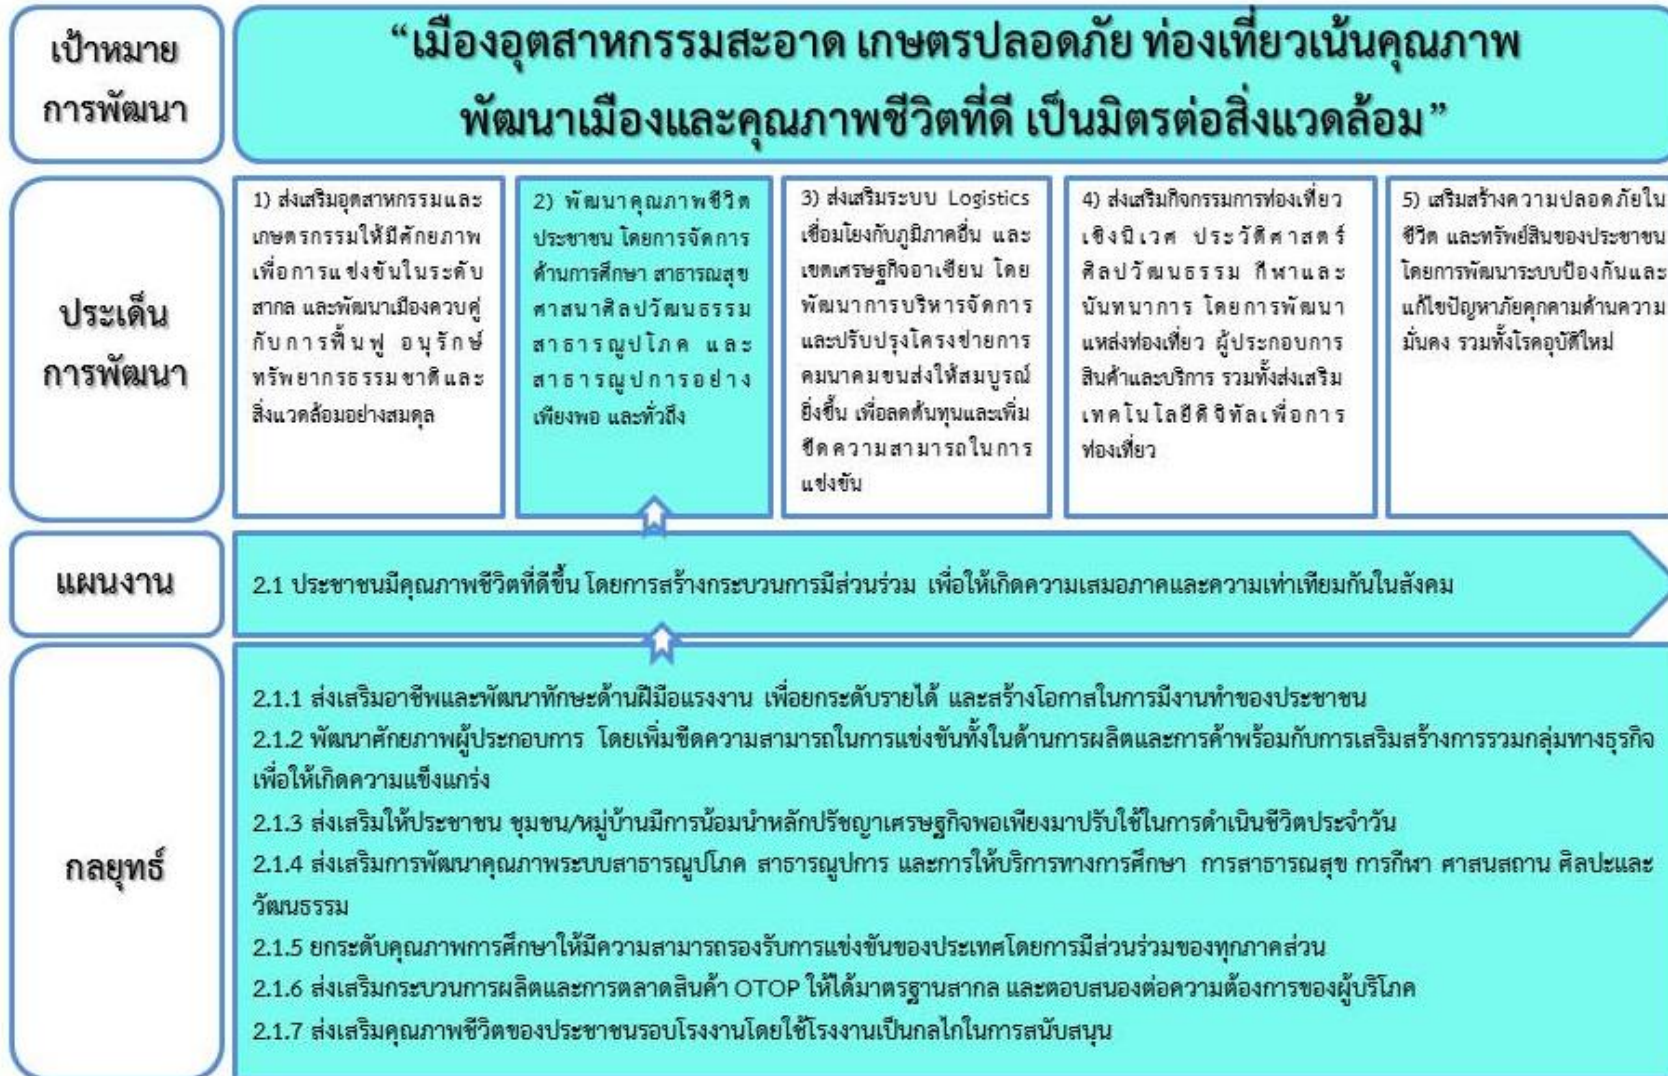 เป้าหมาย
การพัฒนา
“เมืองอุตสาหกรรมสะอาด เกษตรปลอดภัย ท่องเที่ยวเน้นคุณภาพ
พัฒนาเมืองและคุณภาพชีวิตที่ดี เป็นมิตรต่อสิ่งแวดล้อม”
ประเด็น
การพัฒนา
1) ส่งเสริมอุตสาหกรรมและ
เกษตรกรรมให้มีศักยภาพ
เพื่อการแข่งขันในระดับ
สากล และพัฒนาเมืองควบคู่
กับการฟื้นฟู อนุรักษ์
ทรัพยากรธรรมชาติและ
สิ่งแวดล้อมอย่างสมดุล
2) พัฒนาคุณภาพชีวิต
ประชาชน โดยการจัดการ
ด้านการศึกษา สาธารณสุข
ศาสนาศิลปวัฒนธรรม
สาธารณูปโภค และ
สาธารณูปการอย่าง
เพียงพอ และทั่วถึง
3) ส่งเสริมระบบ Logistics
เชื่อมโยงกับภูมิภาคอื่น และ
เขตเศรษฐกิจอาเซียน โดย
พัฒนาการบริหารจัดการ
และปรับปรุงโครงข่ายการ
คมนาคมขนส่งให้สมบูรณ์
ยิ่งขึ้น เพื่อลดต้นทุนและเพิ่ม
ขีดความสามารถในการ
แข่งขัน
4) ส่งเสริมกิจกรรมการท่องเที่ยว
เชิงนิเวศ ประวัติศาสตร์
ศิลปวัฒนธรรม กีฬาและ
นันทนาการ โดยการพัฒนา
แหล่งท่องเที่ยว ผู้ประกอบการ
สินค้าและบริการ รวมทั้งส่งเสริม
เทคโนโลยีดิจิทัลเพื่อการ
ท่องเที่ยว
5) เสริมสร้างความปลอดภัยใน
ชีวิต และทรัพย์สินของประชาชน
โดยการพัฒนาระบบป้องกันและ
แก้ไขปัญหาภัยคุกคามด้านความ
มั่นคง รวมทั้งโรคอุบัติใหม่
แผนงาน
2.1 ประชาชนมีคุณภาพชีวิตที่ดีขึ้น โดยการสร้างกระบวนการมีส่วนร่วม เพื่อให้เกิดความเสมอภาคและความเท่าเทียมกันในสังคม
กลยุทธ์
2.1.1 ส่งเสริมอาชีพและพัฒนาทักษะด้านฝีมือแรงงาน เพื่อยกระดับรายได้ และสร้างโอกาสในการมีงานทำของประชาชน
2.1.2 พัฒนาศักยภาพผู้ประกอบการ โดยเพิ่มขีดความสามารถในการแข่งขันทั้งในด้านการผลิตและการค้าพร้อมกับการเสริมสร้างการรวมกลุ่มทางธุรกิจ
เพื่อให้เกิดความแข็งแกร่ง
2.1.3 ส่งเสริมให้ประชาชน ชุมชน/หมู่บ้านมีการน้อมนำหลักปรัชญาเศรษฐกิจพอเพียงมาปรับใช้ในการดำเนินชีวิตประจำวัน
2.1.4 ส่งเสริมการพัฒนาคุณภาพระบบสาธารณูปโภค สาธารณูปการ และการให้บริการทางการศึกษา การสาธารณสุข การกีฬา ศาสนสถาน ศิลปะและ
วัฒนธรรม
2.1.5 ยกระดับคุณภาพการศึกษาให้มีความสามารถรองรับการแข่งขันของประเทศโดยการมีส่วนร่วมของทุกภาคส่วน
2.1.6 ส่งเสริมกระบวนการผลิตและการตลาดสินค้า OTOP ให้ได้มาตรฐานสากล และตอบสนองต่อความต้องการของผู้บริโภค
2.1.7 ส่งเสริมคุณภาพชีวิตของประชาชนรอบโรงงานโดยใช้โรงงานเป็นกลไกในการสนับสนุน